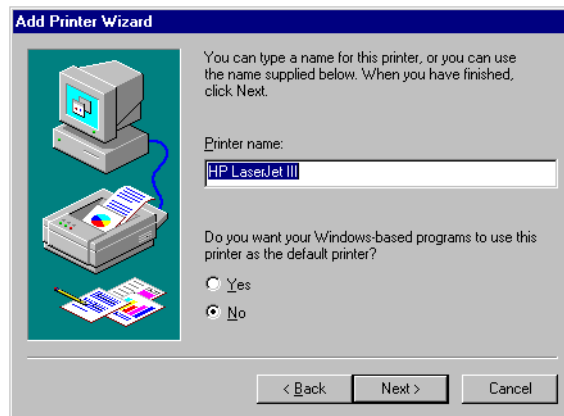 Add Printer Wizard
You can type a name for this printer, or you can use
the name supplied below. When you have finished,
click Next.
Printer name:
HP LaserJet III
Do you want your Windows-based programs to use this
printer as the default printer?
Yes
No
< Back
Next >
Cancel